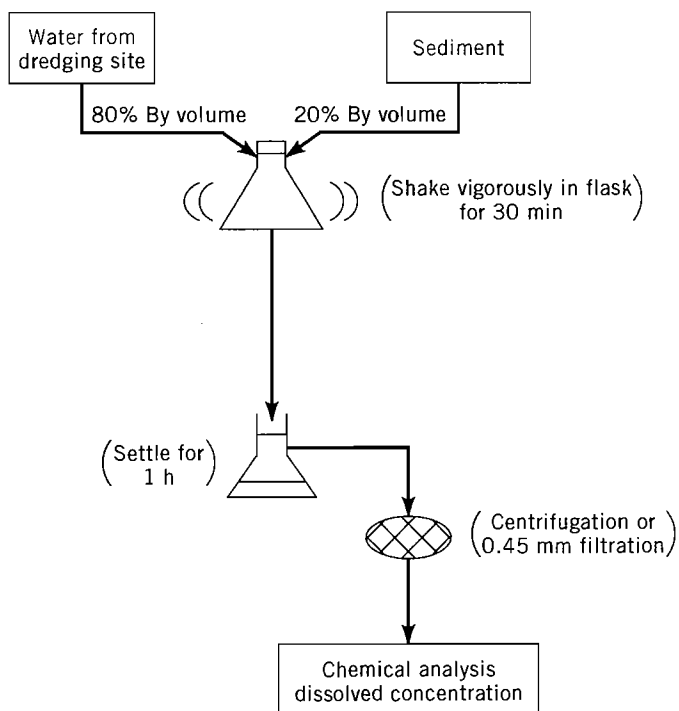 Water from
dredging site
Sediment
80% By volume
20% By volume
(Shake vigorously in flask
for 30 min)
(Settle for
1 h)
(Centrifugation or
0.45 mm filtration)
Chemical analysis
dissolved concentration